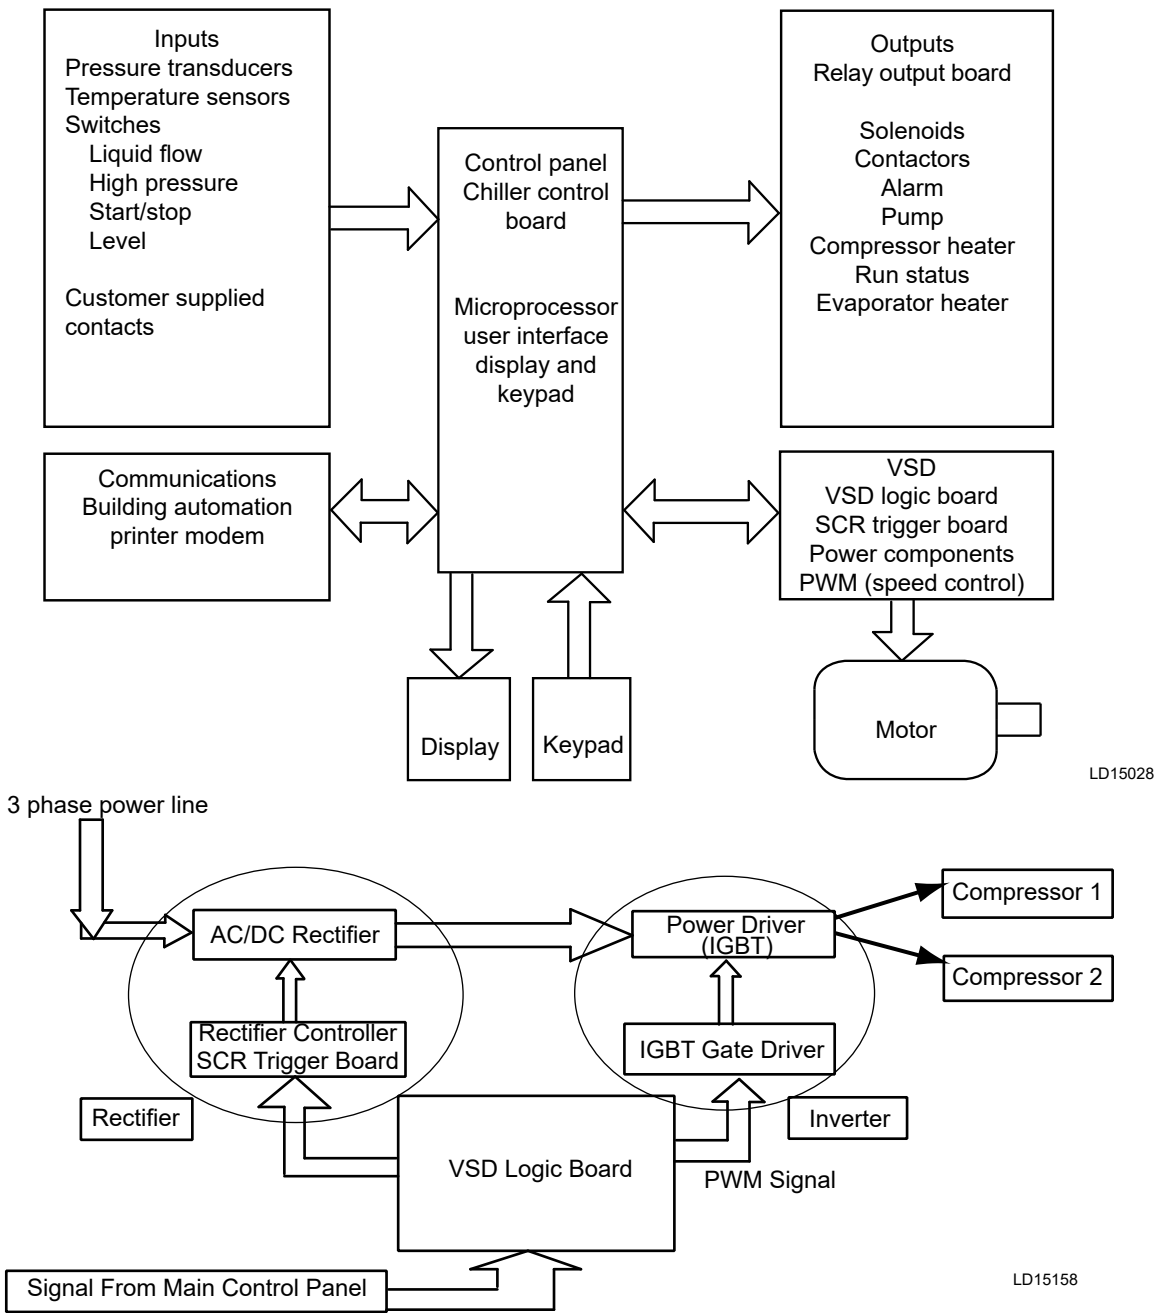 Inputs
Pressure transducers
Temperature sensors
Switches
Liquid flow
High pressure
Start/stop
Level
Customer supplied
contacts
Control panel
Chiller control
board
Microprocessor
user interface
display and
keypad
Outputs
Relay output board
Solenoids
Contactors
Alarm
Pump
Compressor heater
Run status
Evaporator heater
Communications
Building automation
printer modem
VSD
VSD logic board
SCR trigger board
Power components
PWM (speed control)
Display
Keypad
Motor
LD15028
3 phase power line
AC/DC Rectifier
Power Driver
(IGBT)
Compressor 1
Compressor 2
Rectifier Controller
SCR Trigger Board
IGBT Gate Driver
Rectifier
Inverter
VSD Logic Board
PWM Signal
Signal From Main Control Panel
LD15158